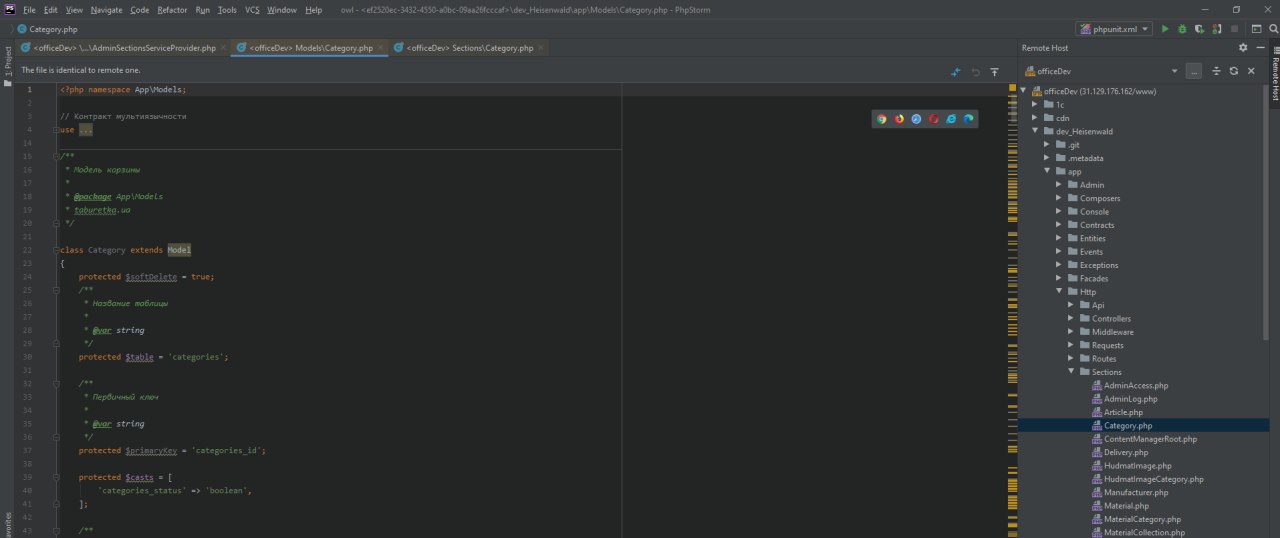 File Edit View Navigate Code Refactor Run Tools VCS Window Help owl - <ef2520ec-3432-4550-a0bc-09aa26fcccaf>\dev_Heisenwald\app\Models\Category.php - PhpStorm
Category.php
phpunit.xml
<officeDev> \...\AdminSectionsServiceProvider.php
<officeDev> Models\Category.php
<officeDev> Sections\Category.php
The file is identical to remote one.
1 <?php namespace App\Models;
2
3 // Контракт мультиязычности
4 use ...
14
15 /**
16 * Модель корзины
17 *
18 * @package App\Models
19 * taburetka.ua
20 */
21
22 class Category extends Model
23 {
24 protected $softDelete = true;
25 /**
26 * Название таблицы
27 *
28 * @var string
29 */
30 protected $table = 'categories';
31
32 /**
33 * Первичный ключ
34 *
35 * @var string
36 */
37 protected $primaryKey = 'categories_id';
38
39 protected $casts = [
40 'categories_status' => 'boolean',
41 ];
42
43 /**
1: Project
avorites
Remote Host
officeDev
...
officeDev (31.129.176.162/www)
1c
cdn
dev_Heisenwald
.git
.metadata
app
Admin
Composers
Console
Contracts
Entities
Events
Exceptions
Facades
Http
Api
Controllers
Middleware
Requests
Routes
Sections
AdminAccess.php
AdminLog.php
Article.php
Category.php
ContentManagerRoot.php
Delivery.php
HudmatImage.php
HudmatImageCategory.php
Manufacturer.php
Material.php
MaterialCategory.php
MaterialCollection.php
Remote Host